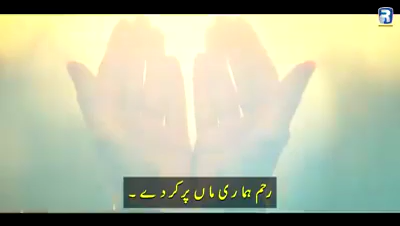 رحم ہماری ماں پر کر دے ۔